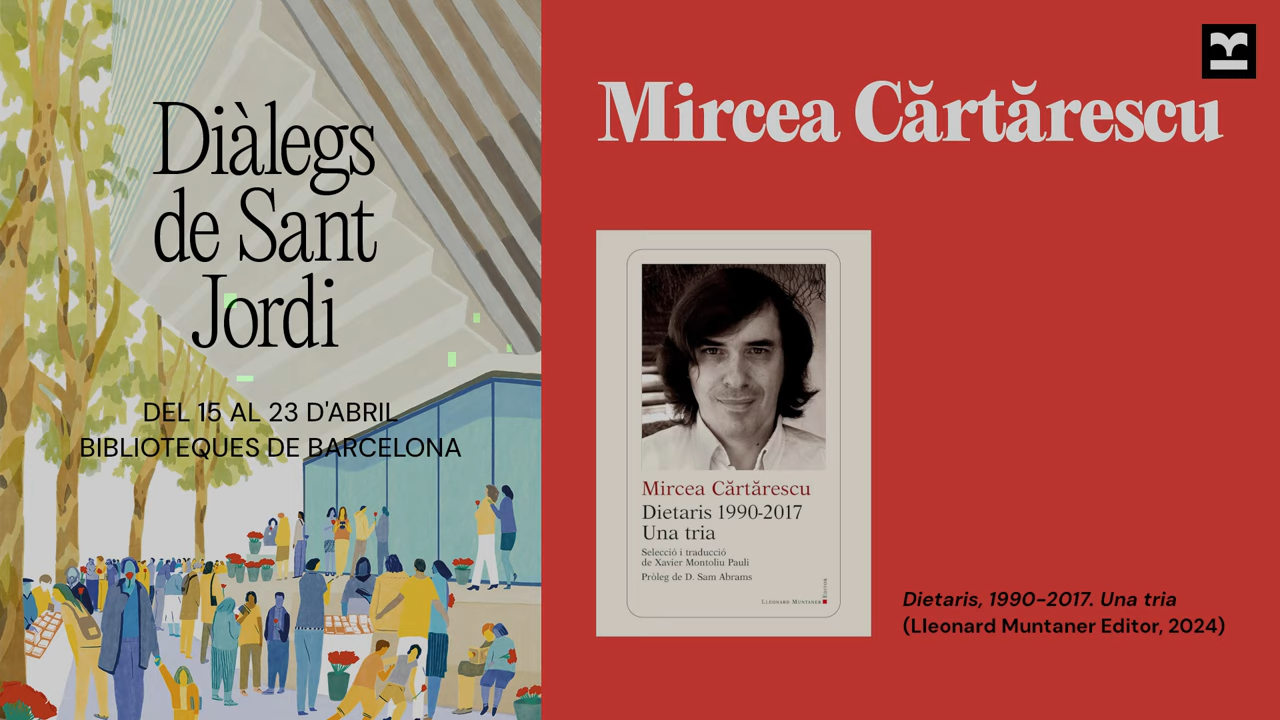 Diàlegs
de Sant
Jordi
DEL 15 AL 23 D'ABRIL
BIBLIOTEQUES DE BARCELONA
Mircea Cărtărescu
Mircea Cărtărescu
Dietaris 1990-2017
Una tria
Selecció i traducció
de Xavier Montoliu Pauli
Pròleg de D. Sam Abrams
Lleonard Muntaner Editor
Dietaris, 1990-2017. Una tria
(Lleonard Muntaner Editor, 2024)